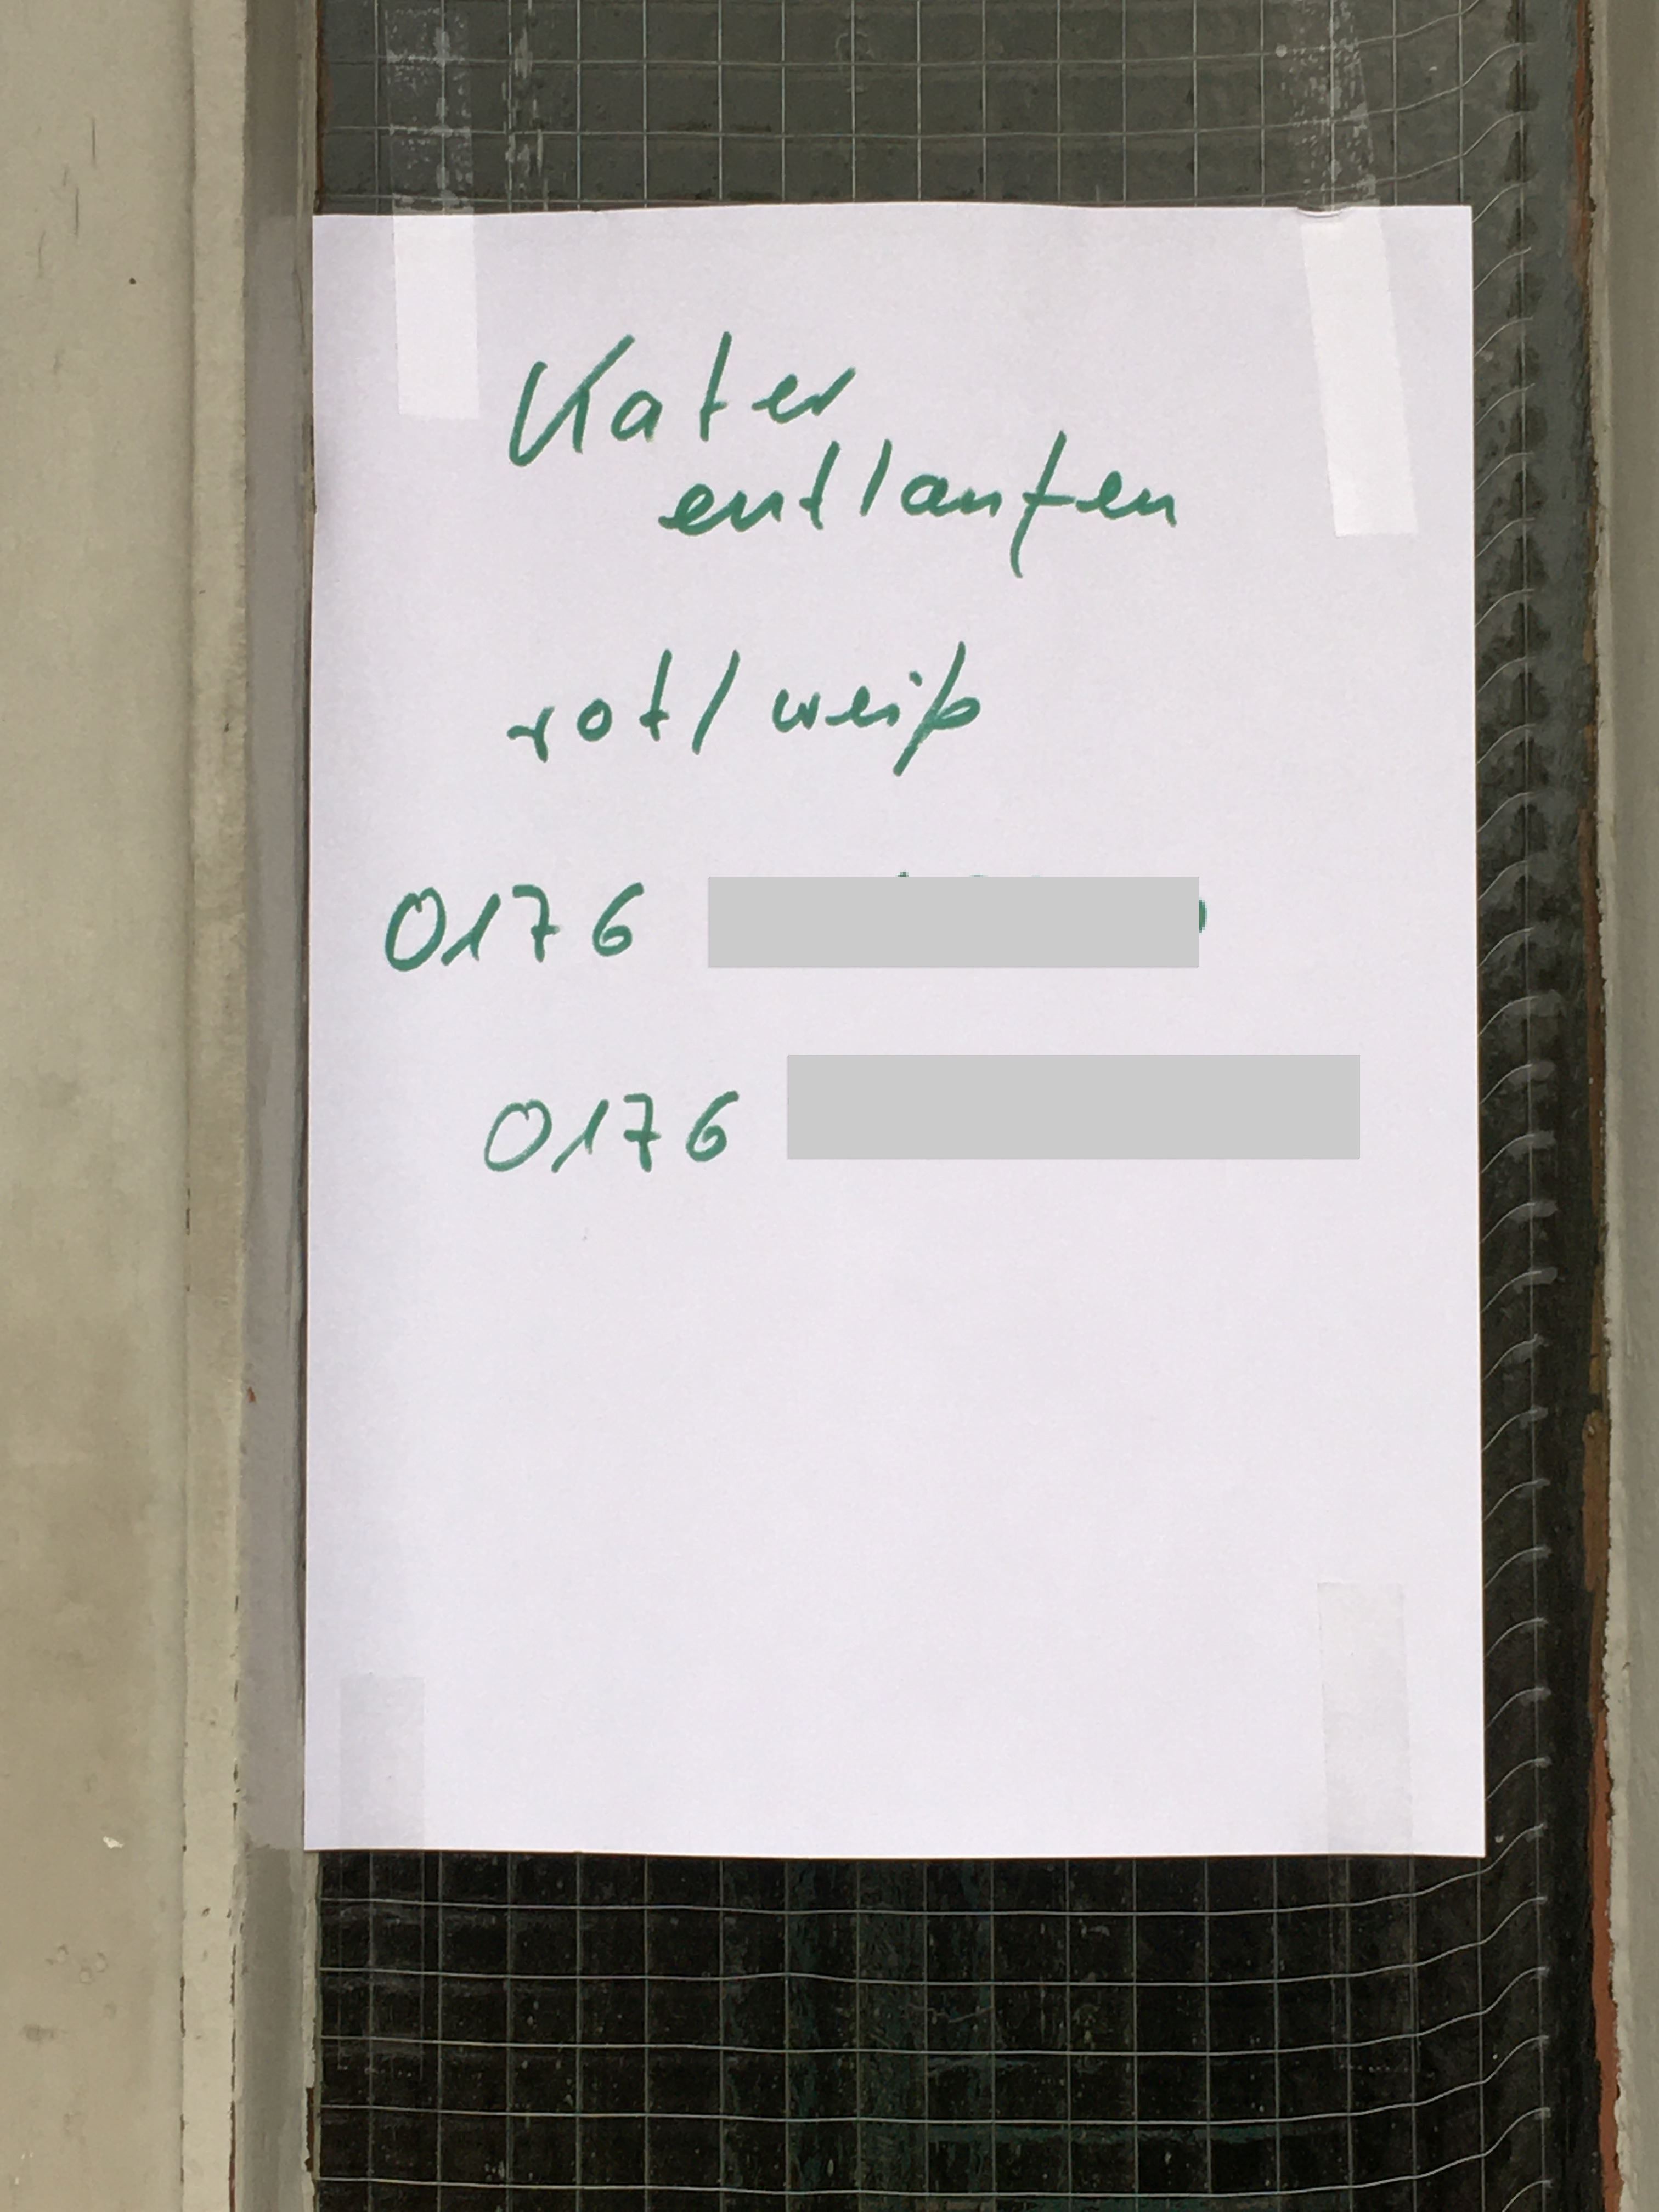 Kater
entlaufen
rot/weiß
0176
0176